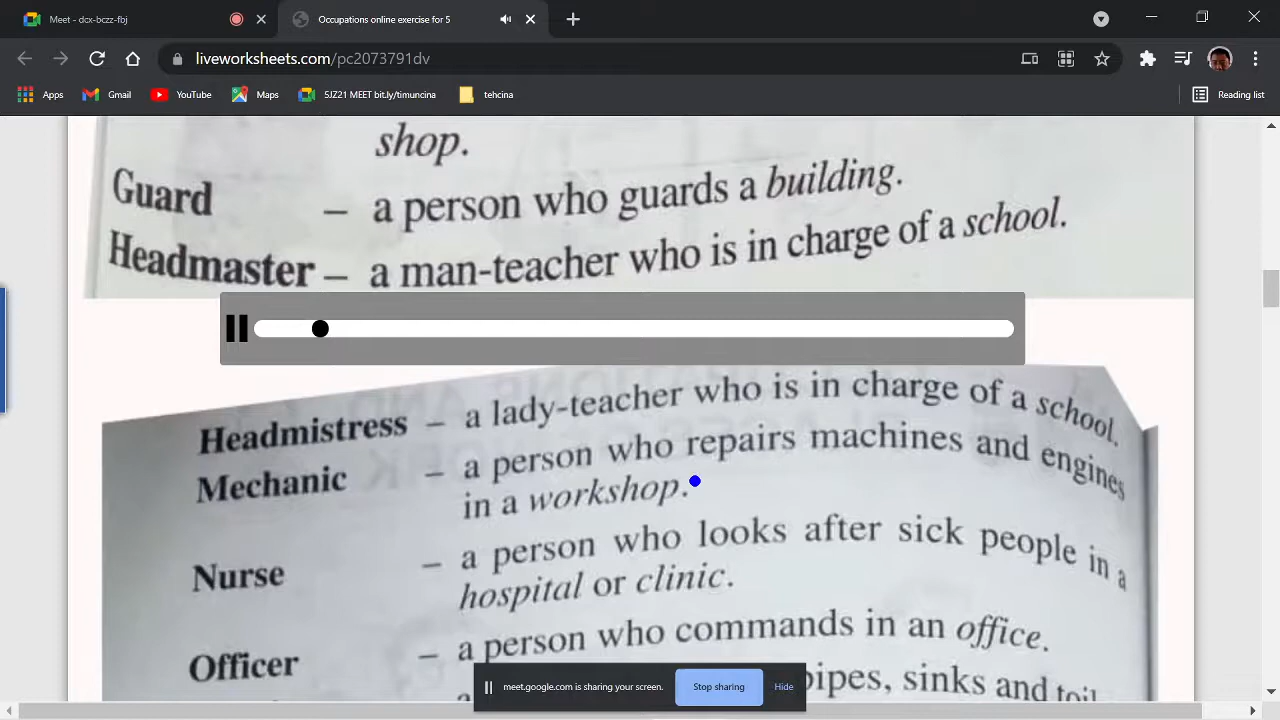 Meet - dcx-bczz-fbj
Occupations online exercise for 5
liveworksheets.com/pc2073791dv
Apps
Gmail
YouTube
Maps
5JZ21 MEET bit.ly/timuncina
tehcina
Reading list
shop.
Guard – a person who guards a building.
Headmaster – a man-teacher who is in charge of a school.
Headmistress – a lady-teacher who is in charge of a school.
Mechanic – a person who repairs machines and engines
in a workshop.
Nurse – a person who looks after sick people in a
hospital or clinic.
Officer – a person who commands in an office.
pipes, sinks and
meet.google.com is sharing your screen.
Stop sharing
Hide